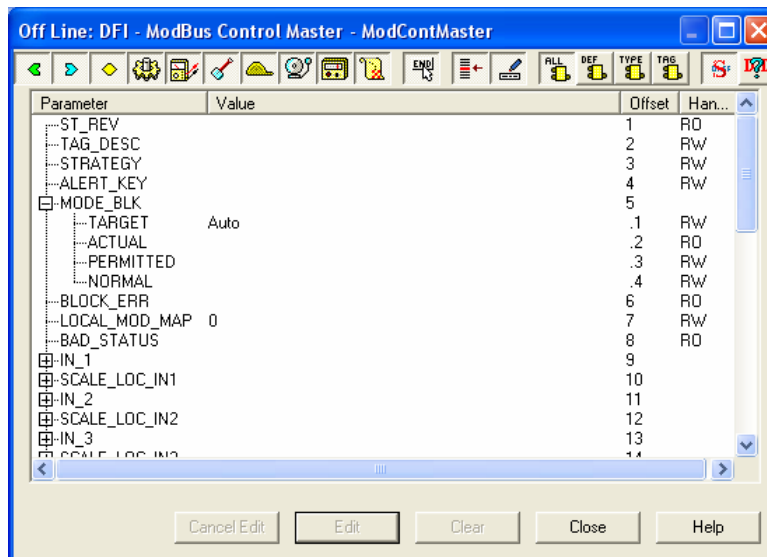 Off Line: DFI - ModBus Control Master - ModContMaster
END ALL DEF TYPE TAG S
Parameter Value Offset Han...
ST_REV 1 RO
TAG_DESC 2 RW
STRATEGY 3 RW
ALERT_KEY 4 RW
MODE_BLK 5
TARGET Auto .1 RW
ACTUAL .2 RO
PERMITTED .3 RW
NORMAL .4 RW
BLOCK_ERR 6 RO
LOCAL_MOD_MAP 0 7 RW
BAD_STATUS 8 RO
IN_1 9
SCALE_LOC_IN1 10
IN_2 11
SCALE_LOC_IN2 12
IN_3 13
SCALE_LOC_IN3 14
Cancel Edit Edit Clear Close Help